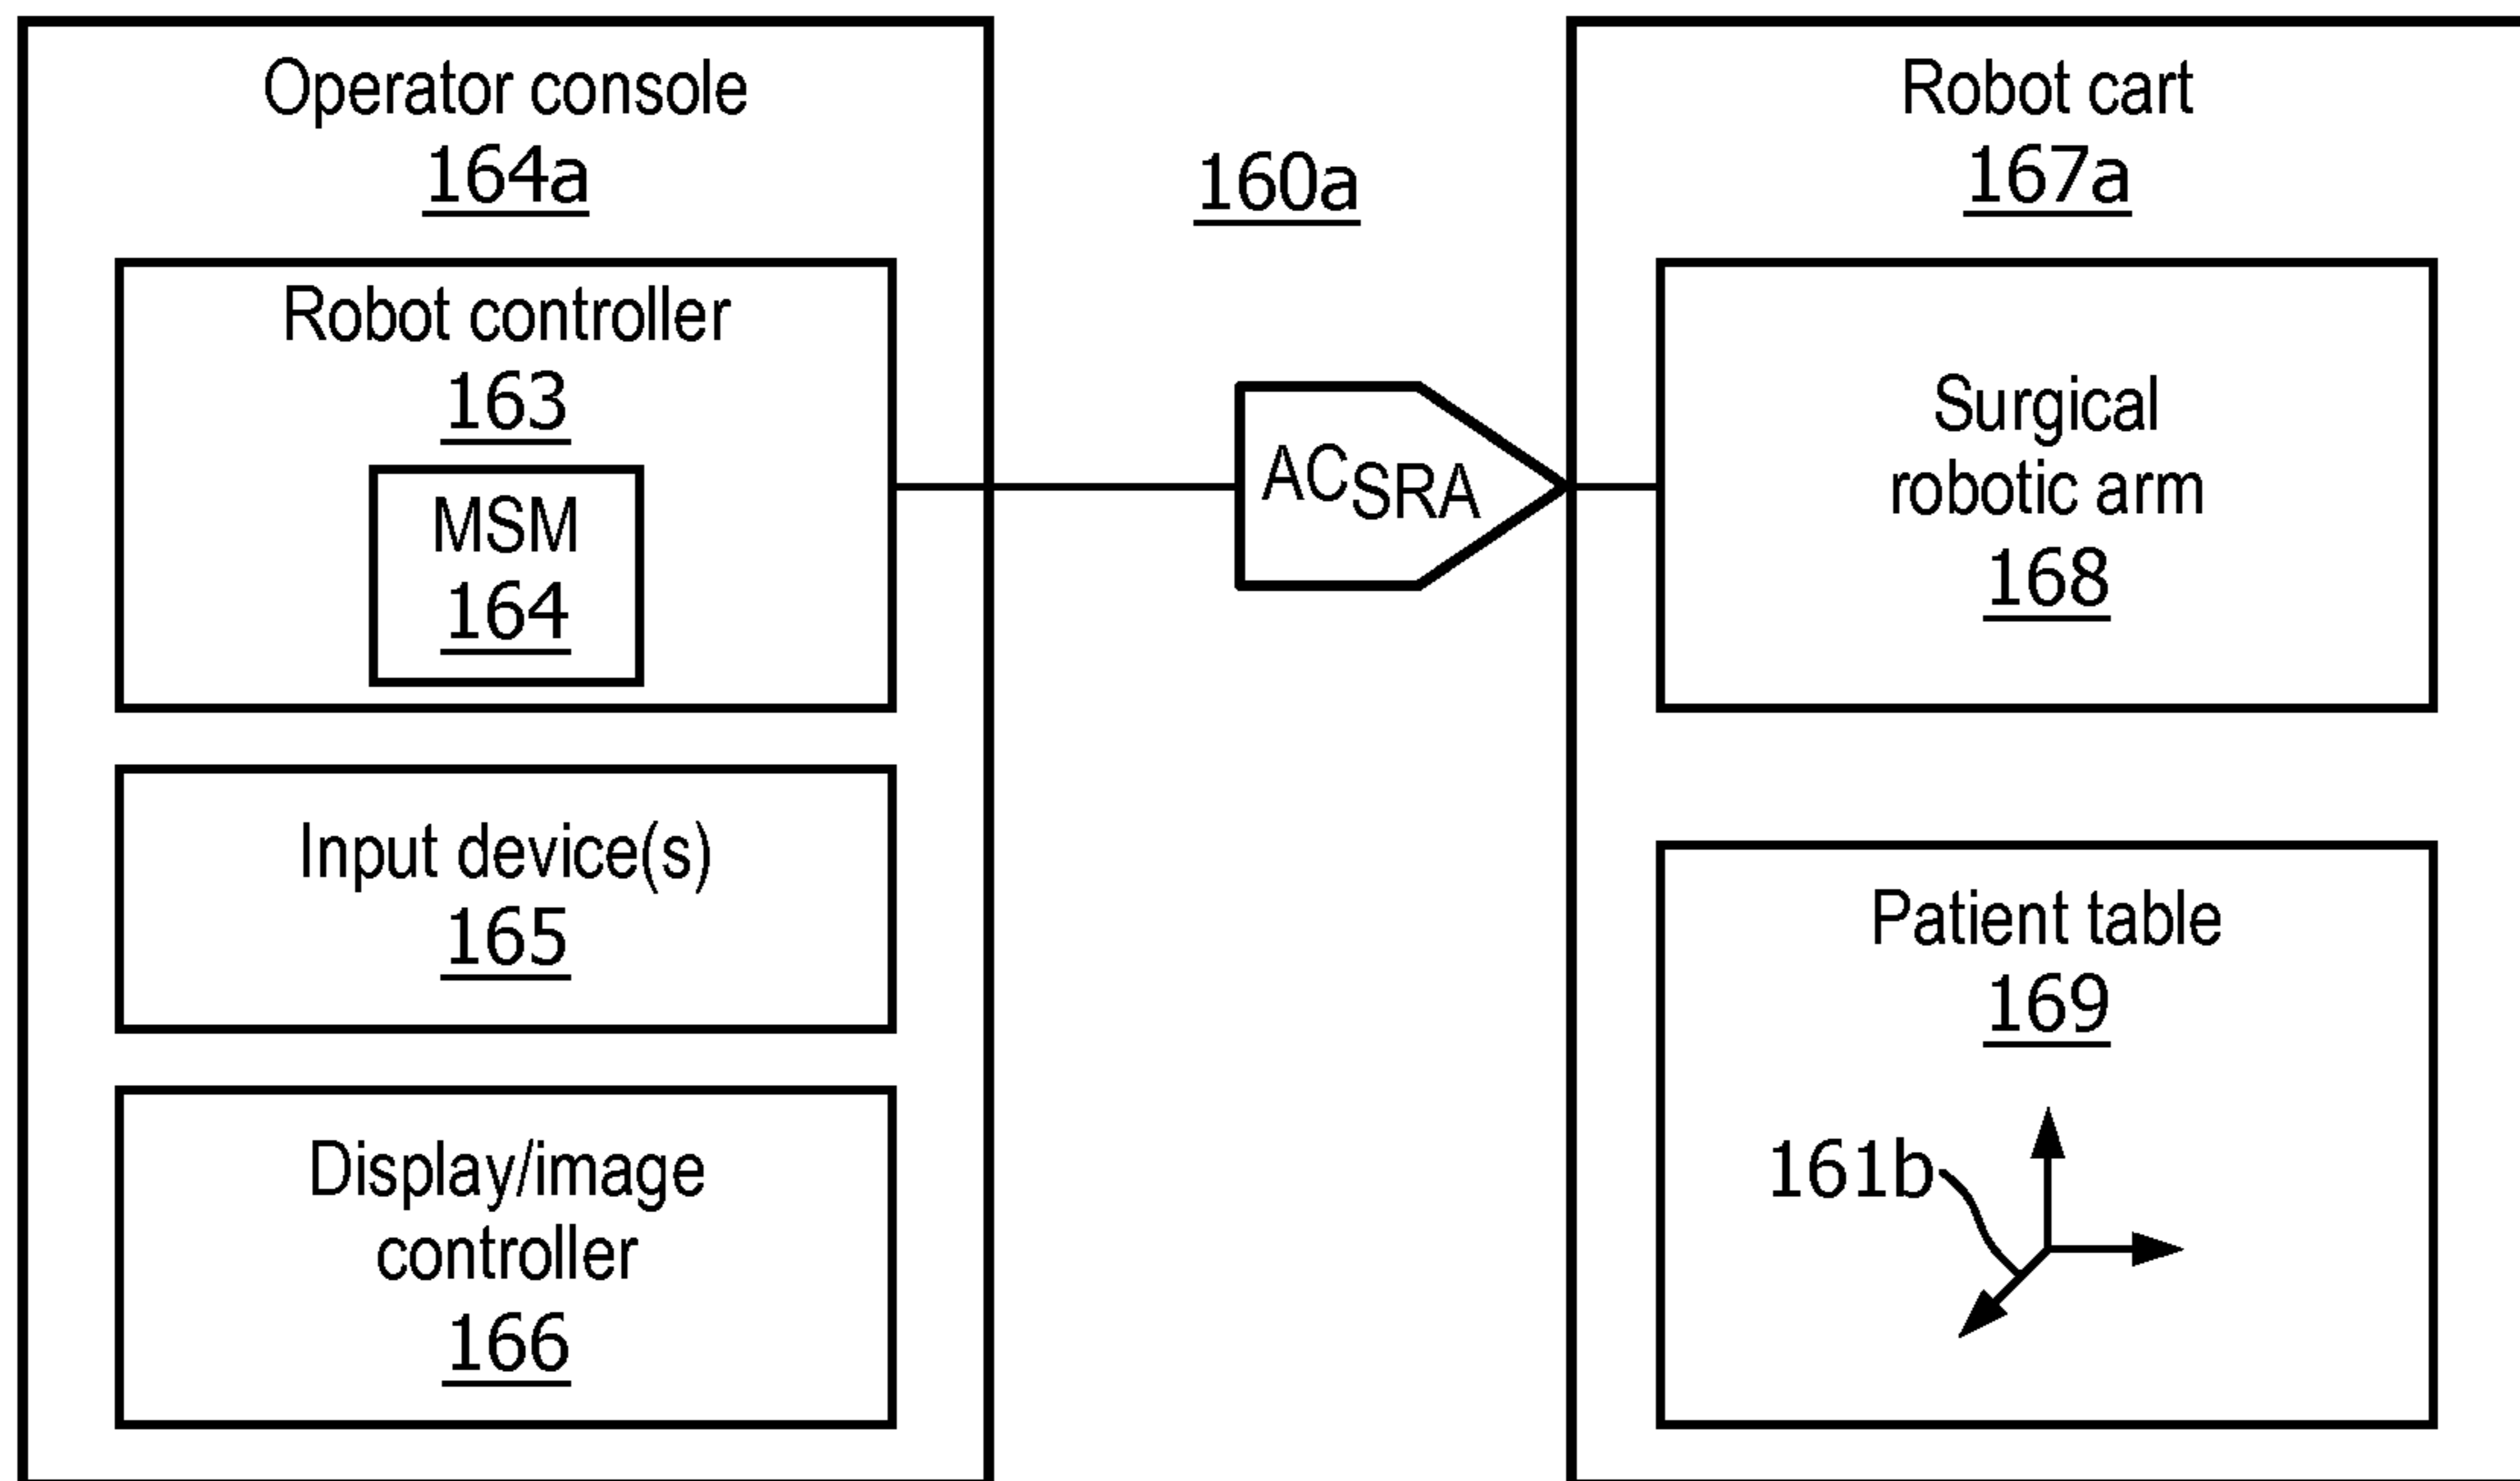 Operator console
164a
Robot controller
163
MSM
164
Input device(s)
165
Display/image
controller
166
160a
ACSRA
Robot cart
167a
Surgical
robotic arm
168
Patient table
169
161b